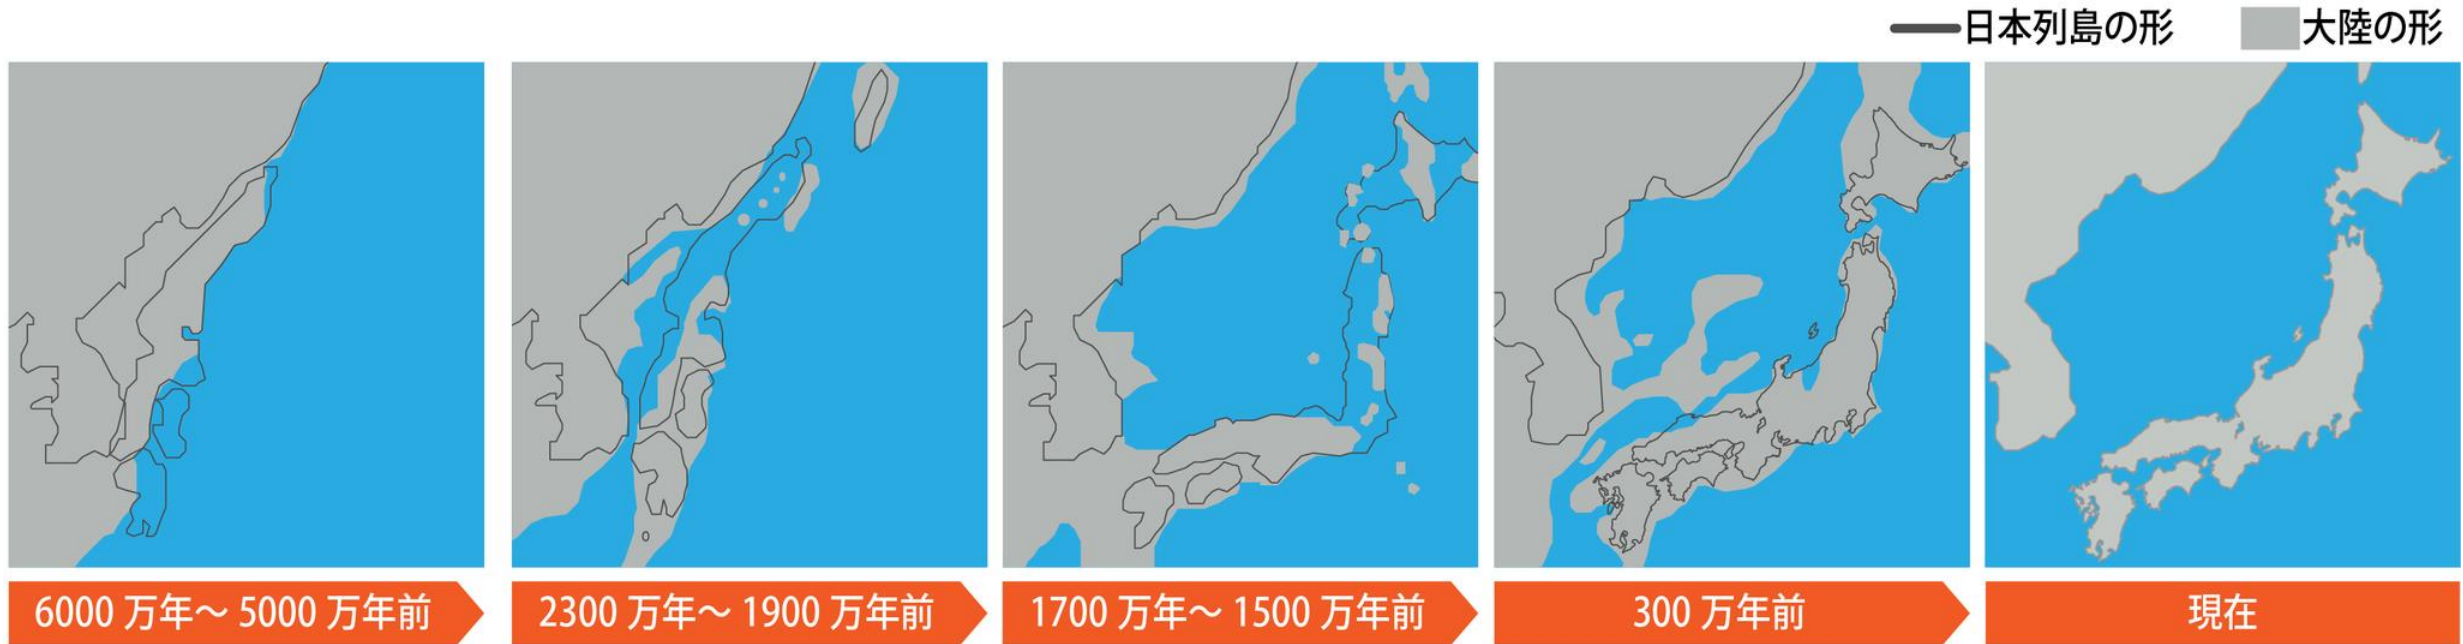 日本列島の形
大陸の形
6000 万年～ 5000 万年前
2300 万年～ 1900 万年前
1700 万年～ 1500 万年前
300 万年前
現在